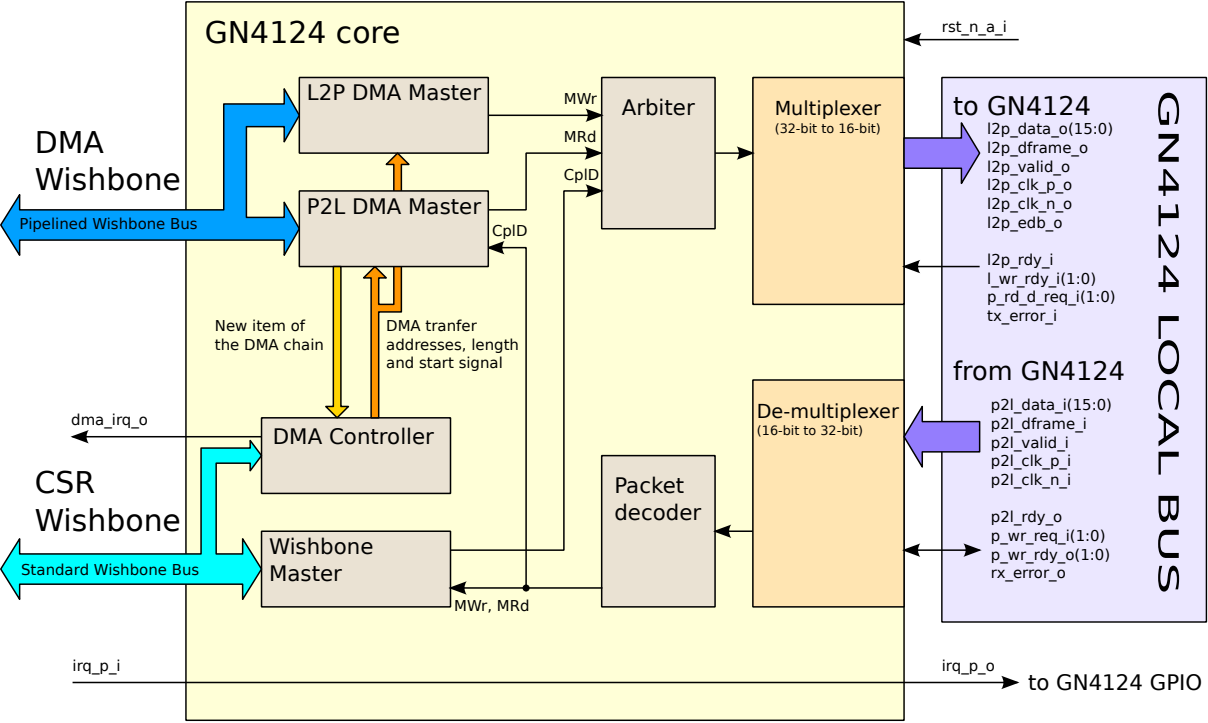 GN4124 core
rst_n_a_i
L2P DMA Master
MWr
MRd
CplD
Arbiter
Multiplexer
(32-bit to 16-bit)
to GN4124
l2p_data_o(15:0)
l2p_dframe_o
l2p_valid_o
l2p_clk_p_o
l2p_clk_n_o
l2p_edb_o
l2p_rdy_i
l_wr_rdy_i(1:0)
p_rd_d_req_i(1:0)
tx_error_i
GN4124 LOCAL BUS
DMA
Wishbone
Pipelined Wishbone Bus
P2L DMA Master
CplD
New item of
the DMA chain
DMA tranfer
addresses, length
and start signal
from GN4124
p2l_data_i(15:0)
p2l_dframe_i
p2l_valid_i
p2l_clk_p_i
p2l_clk_n_i
p2l_rdy_o
p_wr_req_i(1:0)
p_wr_rdy_o(1:0)
rx_error_o
De-multiplexer
(16-bit to 32-bit)
dma_irq_o
DMA Controller
CSR
Wishbone
Standard Wishbone Bus
Wishbone
Master
Packet
decoder
MWr, MRd
irq_p_i
irq_p_o
to GN4124 GPIO